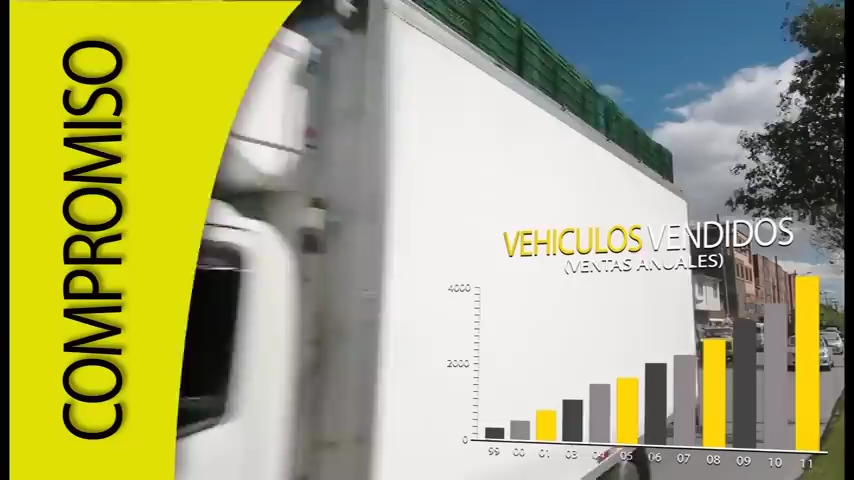 COMPROMISO
VEHICULOS VENDIDOS
(VENTAS ANUALES)
4000
2000
0
99 00 01 03 04 05 06 07 08 09 10 11